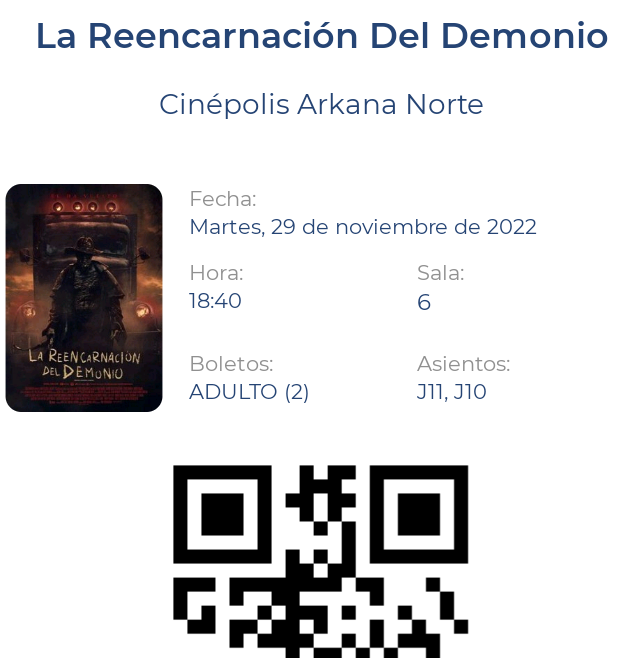 La Reencarnación Del Demonio
Cinépolis Arkana Norte
Fecha:
Martes, 29 de noviembre de 2022
Hora:
Sala:
18:40
6
Boletos:
Asientos:
ADULTO (2)
J11, J10
LA REENCARNACIÓN
DEL DEMONIO